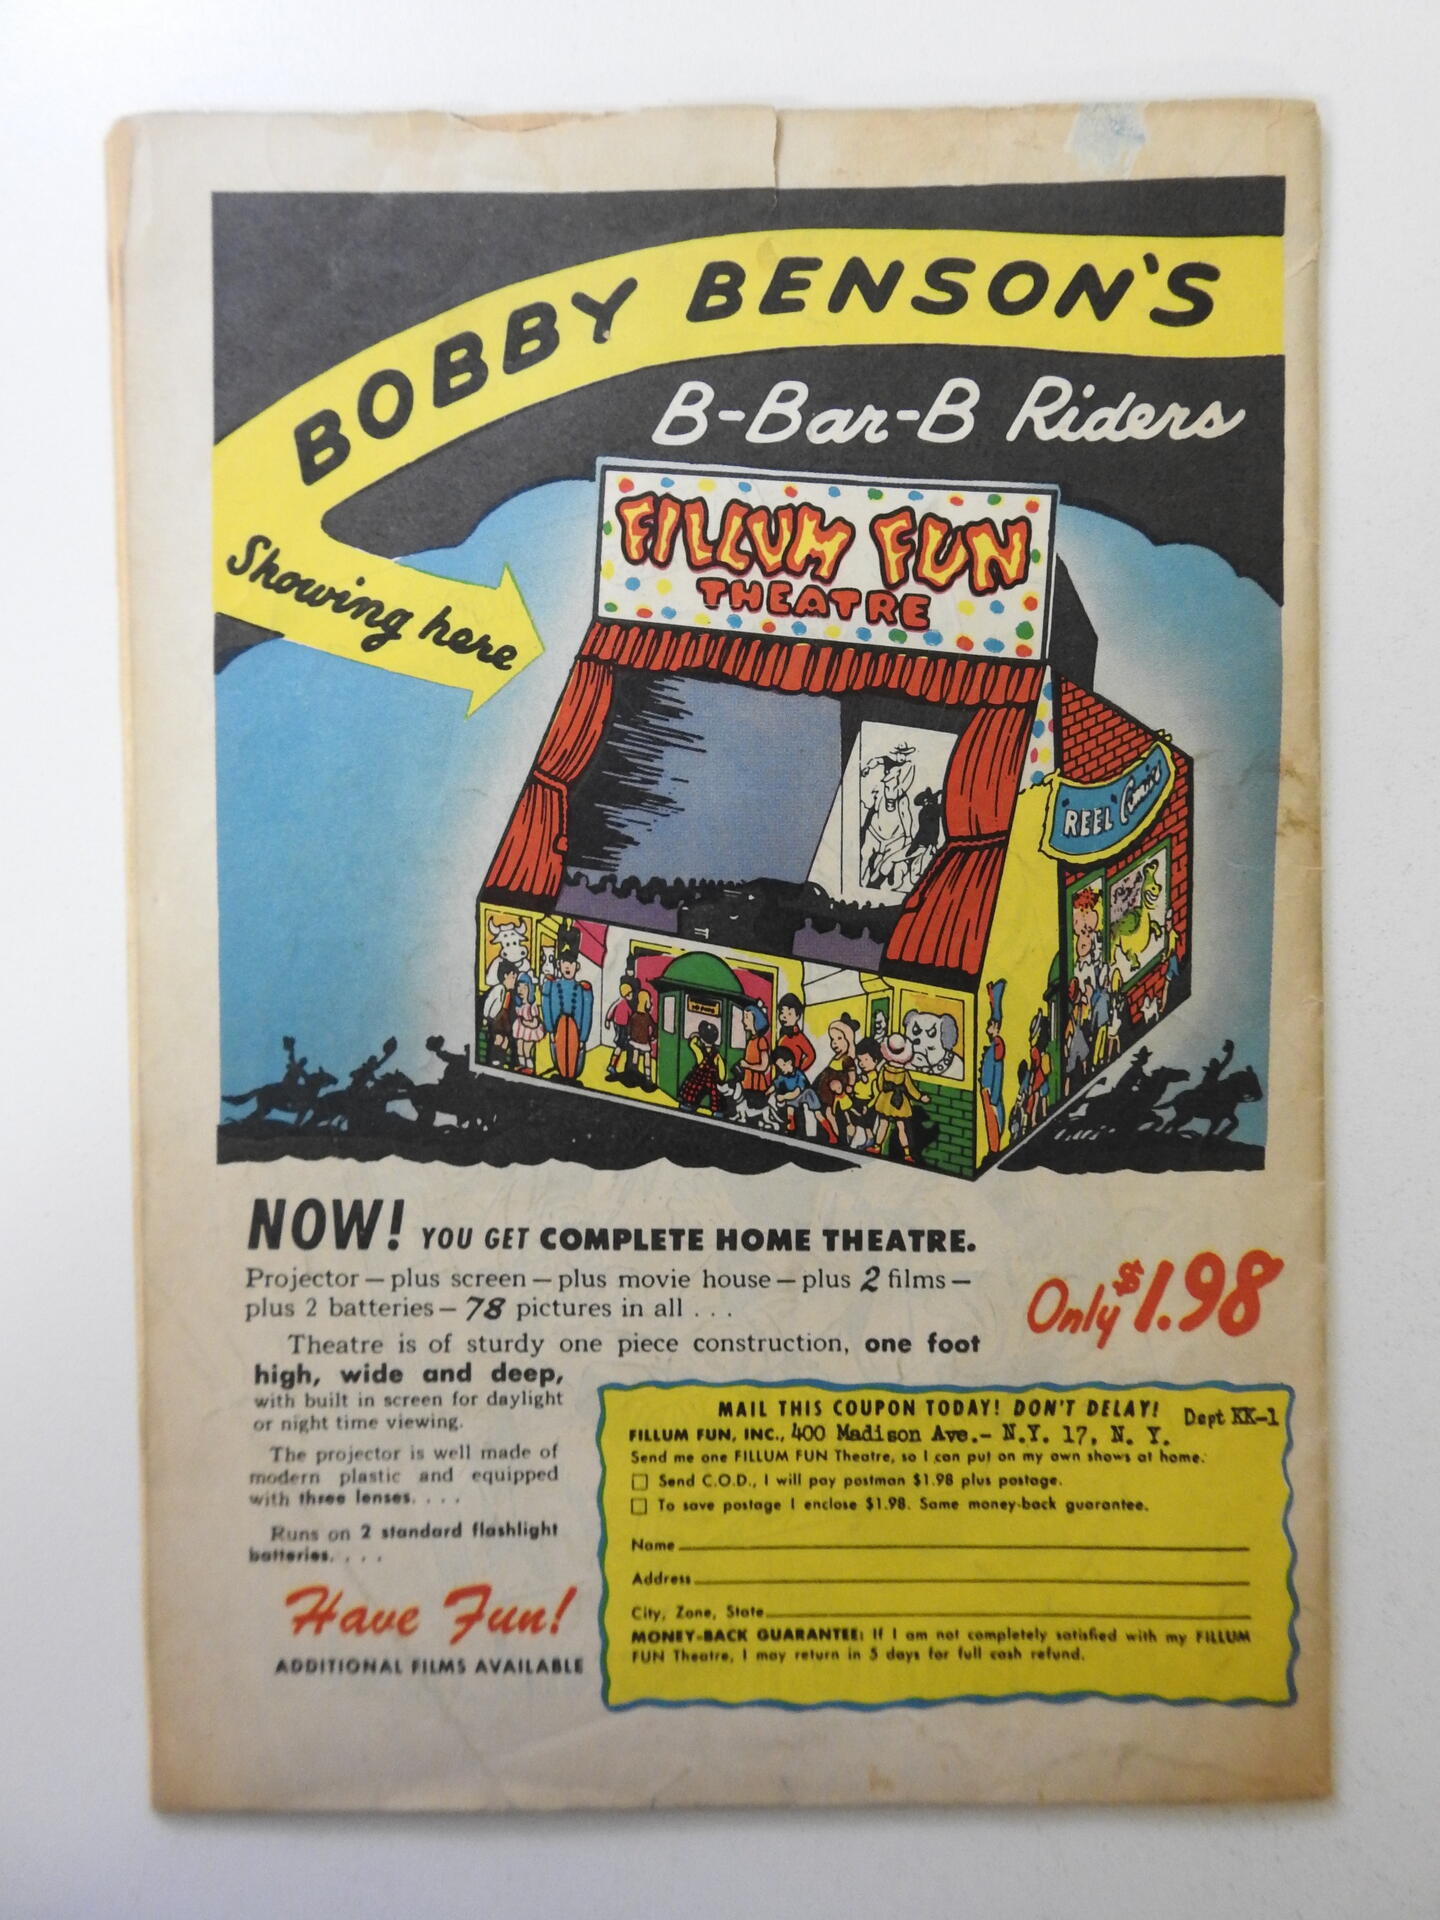 BOBBY BENSON'S
B-Bar-B Riders
Showing here
FILLUM FUN
THEATRE
"REEL" Comics
NOW! YOU GET COMPLETE HOME THEATRE.
Projector — plus screen — plus movie house — plus 2 films —
plus 2 batteries — 78 pictures in all . . .
Theatre is of sturdy one piece construction, one foot
high, wide and deep,
with built in screen for daylight
or night time viewing.
The projector is well made of
modern plastic and equipped
with three lenses. . . .
Runs on 2 standard flashlight
batteries. . . .
Have Fun!
ADDITIONAL FILMS AVAILABLE
Only $1.98
MAIL THIS COUPON TODAY! DON'T DELAY! Dept KK-1
FILLUM FUN, INC., 400 Madison Ave.- N.Y. 17, N. Y.
Send me one FILLUM FUN Theatre, so I can put on my own shows at home.
Send C.O.D., I will pay postman $1.98 plus postage.
To save postage I enclose $1.98. Same money-back guarantee.
Name
Address
City, Zone, State
MONEY-BACK GUARANTEE: If I am not completely satisfied with my FILLUM
FUN Theatre, I may return in 5 days for full cash refund.